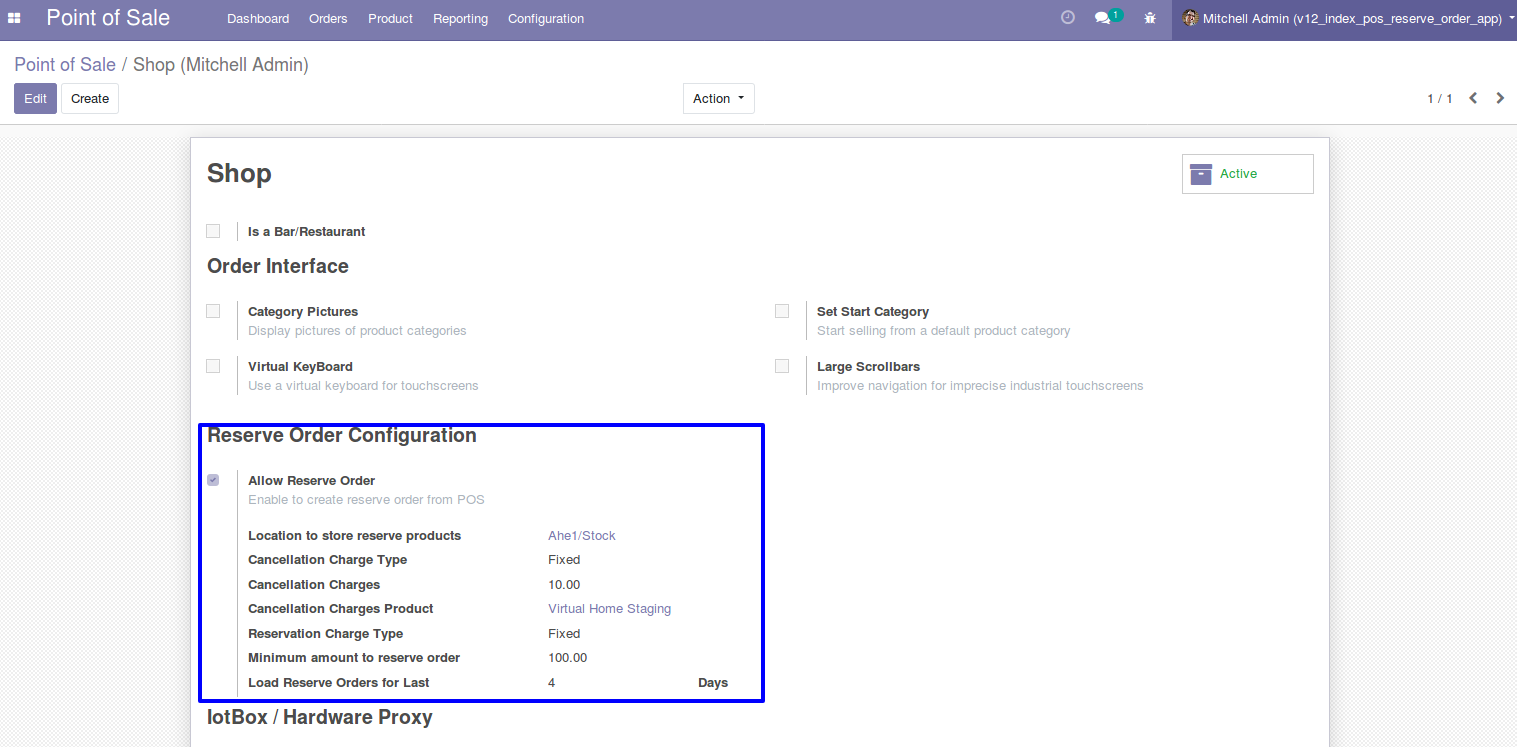 Point of Sale Dashboard Orders Product Reporting Configuration 1 Mitchell Admin (v12_index_pos_reserve_order_app)
Point of Sale / Shop (Mitchell Admin)
Edit Create Action 1 / 1
Shop Active
Is a Bar/Restaurant
Order Interface
Category Pictures Set Start Category
Display pictures of product categories Start selling from a default product category
Virtual KeyBoard Large Scrollbars
Use a virtual keyboard for touchscreens Improve navigation for imprecise industrial touchscreens
Reserve Order Configuration
Allow Reserve Order
Enable to create reserve order from POS
Location to store reserve products Ahe1/Stock
Cancellation Charge Type Fixed
Cancellation Charges 10.00
Cancellation Charges Product Virtual Home Staging
Reservation Charge Type Fixed
Minimum amount to reserve order 100.00
Load Reserve Orders for Last 4 Days
IotBox / Hardware Proxy